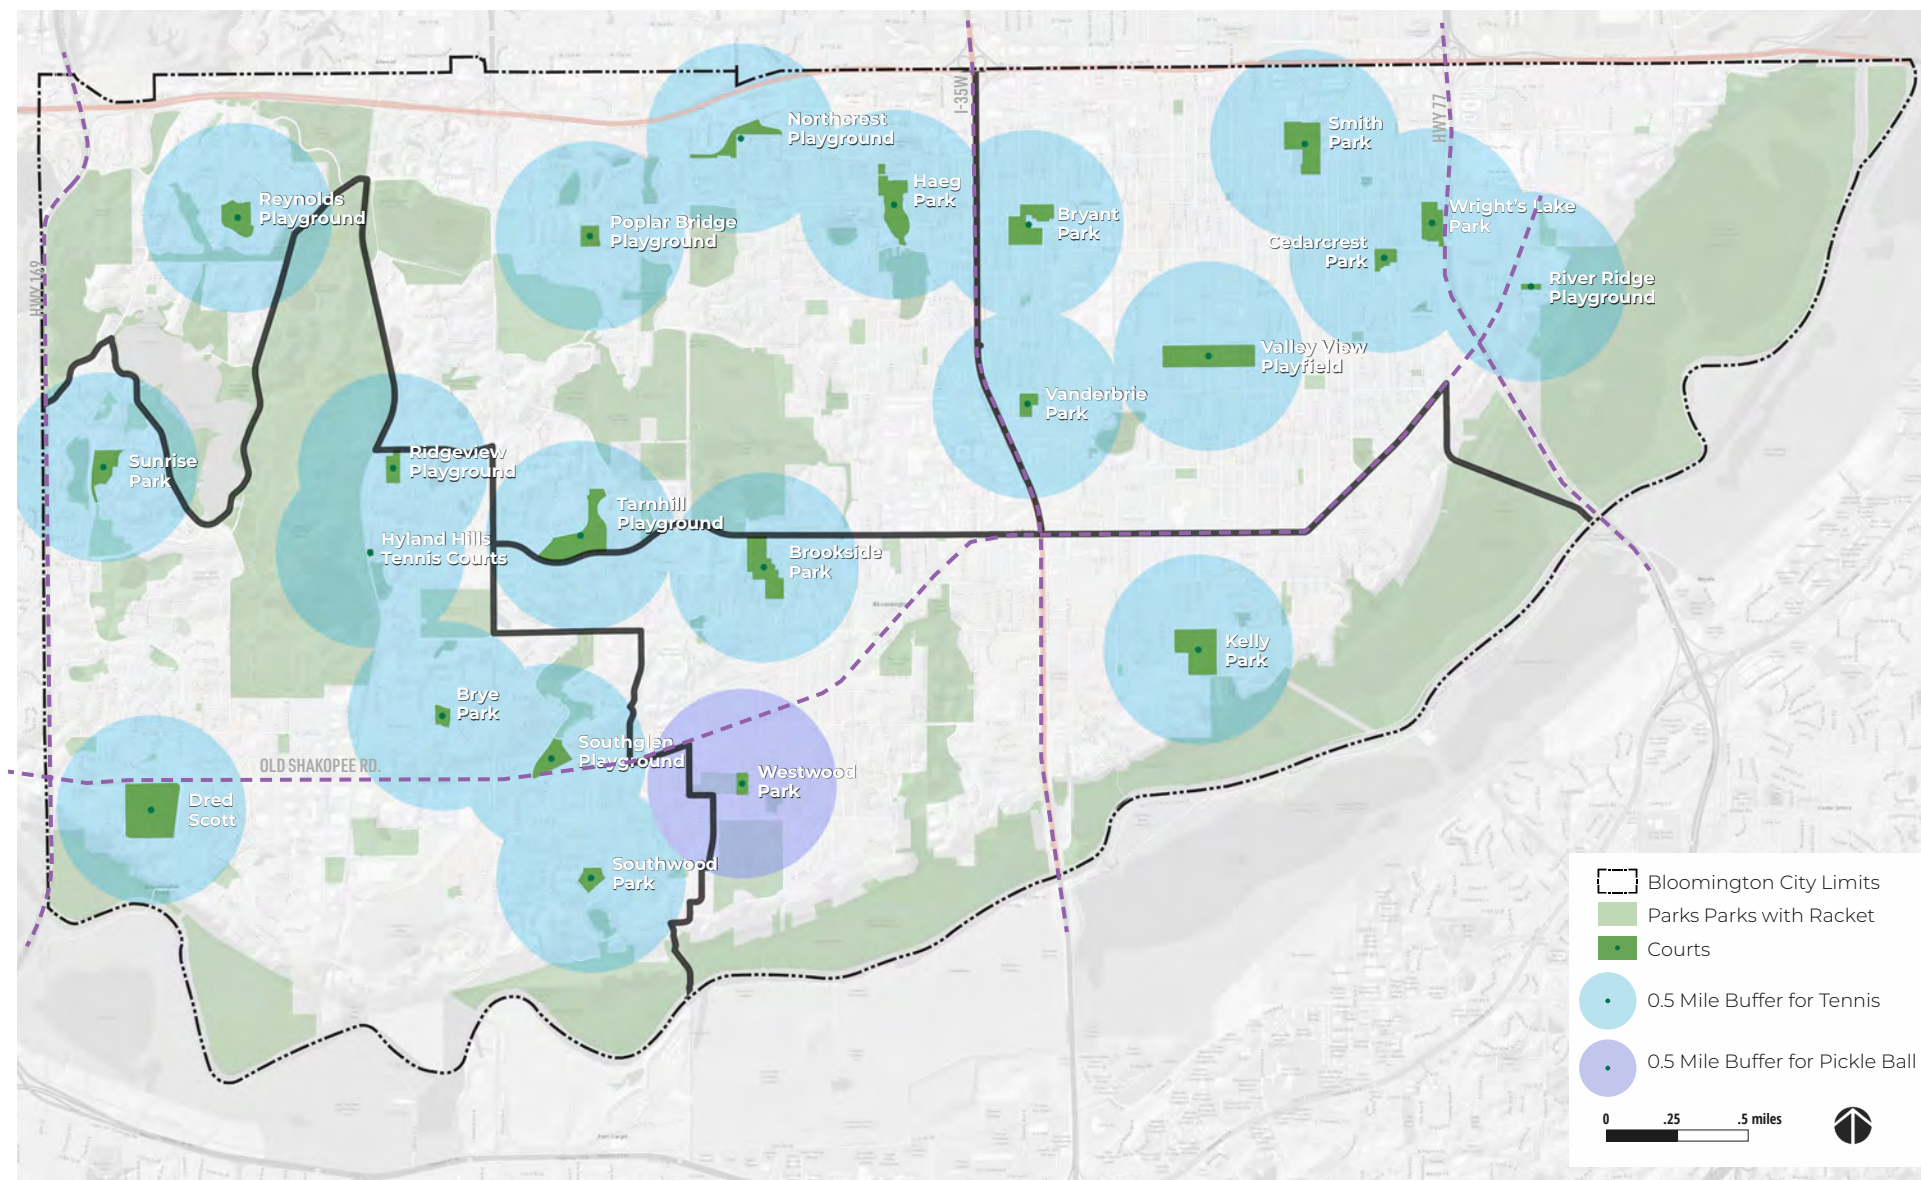 I-35W
HWY 77
HWY 169
Northcrest
Playground
Smith
Park
Reynolds
Playground
Haeg
Park
Poplar Bridge
Playground
Bryant
Park
Wright's Lake
Park
Cedarcrest
Park
River Ridge
Playground
Valley View
Playfield
Vanderbrie
Park
Sunrise
Park
Ridgeview
Playground
Tarnhill
Playground
Hyland Hills
Tennis Courts
Brookside
Park
Bloomington
Kelly
Park
Brye
Park
Southglen
Playground
OLD SHAKOPEE RD.
Westwood
Park
Dred
Scott
Southwood
Park
Bloomington City Limits
Parks Parks with Racket
Courts
0.5 Mile Buffer for Tennis
0.5 Mile Buffer for Pickle Ball
0 .25 .5 miles